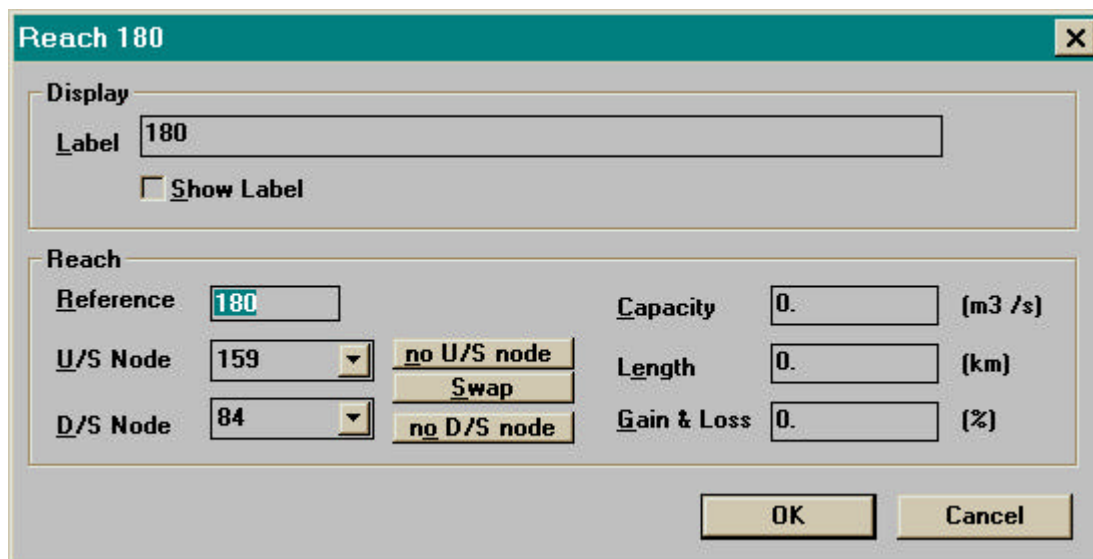 Reach 180
Display
Label 180
Show Label
Reach
Reference 180 Capacity 0. (m3 /s)
U/S Node 159 no U/S node Length 0. (km)
Swap
D/S Node 84 no D/S node Gain & Loss 0. (%)
OK Cancel